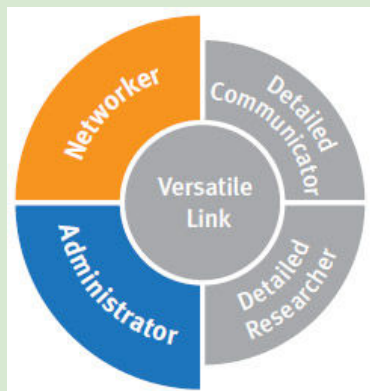 Networker
Detailed
Communicator
Versatile
Link
Administrator
Detailed
Researcher